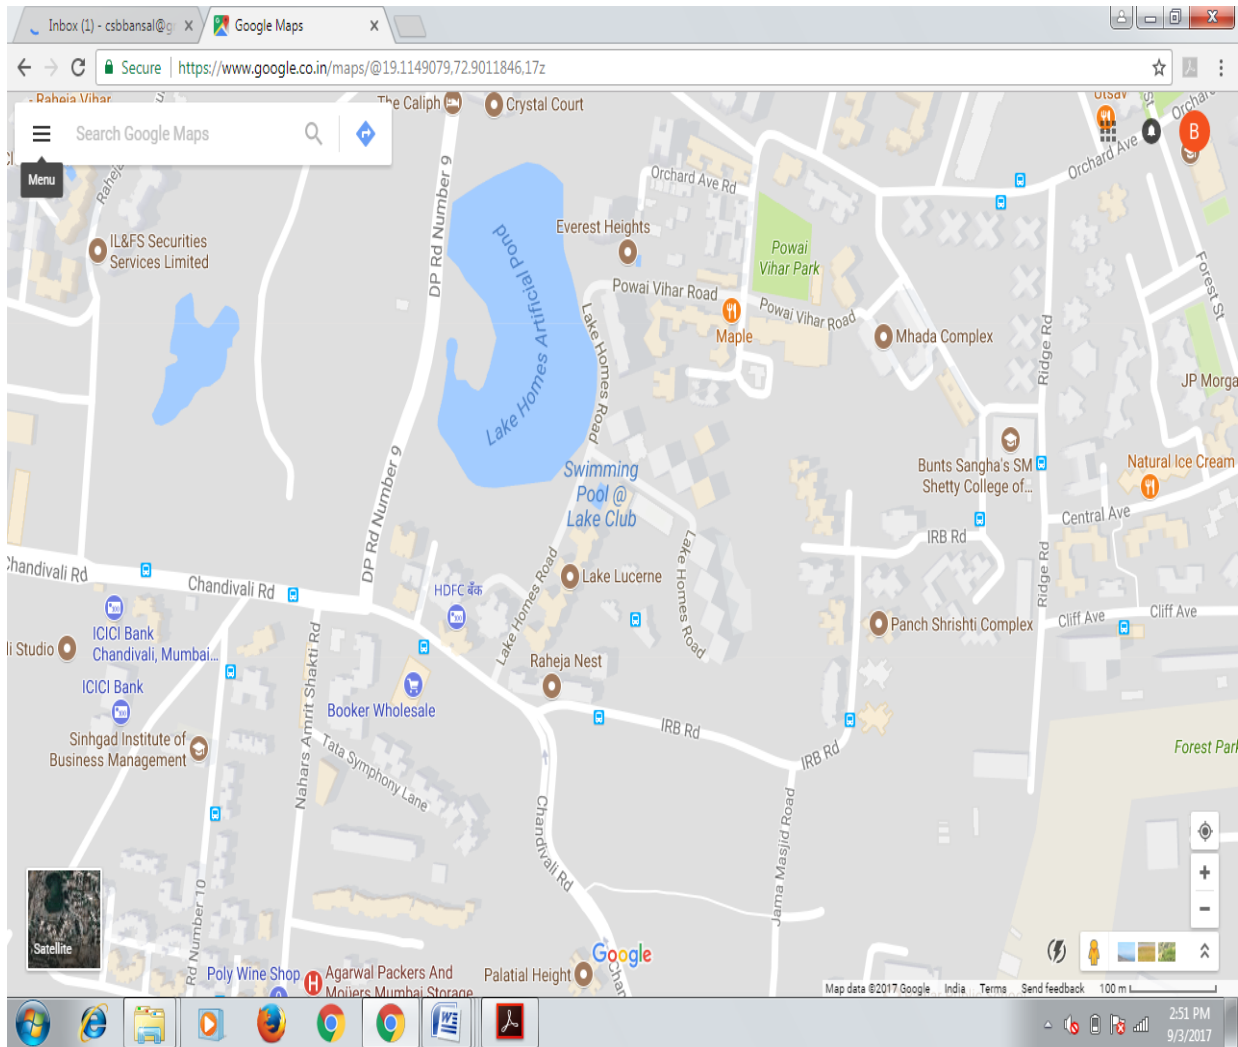 Inbox (1) - csbbansal@g
Google Maps
Secure
https://www.google.co.in/maps/@19.1149079,72.9011846,17z
Raheja Vihar
The Caliph
Crystal Court
Utsav
Search Google Maps
B
Menu
Orchard Ave
Orchard Ave Rd
DP Rd Number 9
Everest Heights
IL&FS Securities
Services Limited
Powai
Vihar Park
Forest St
Lake Homes Artificial Pond
Powai Vihar Road
Powai Vihar Road
Lake Homes Road
Maple
Mhada Complex
Ridge Rd
JP Morga
DP Rd Number 9
Swimming
Pool @
Lake Club
Bunts Sangha's SM
Shetty College of...
Natural Ice Cream
Central Ave
IRB Rd
Chandivali Rd
Chandivali Rd
HDFC बैंक
Lake Homes Road
Lake Lucerne
Lake Homes Road
Ridge Rd
Cliff Ave
Cliff Ave
ICICI Bank
Chandivali, Mumbai...
li Studio
Panch Shrishti Complex
Raheja Nest
ICICI Bank
Nahars Amrit Shakti Rd
Booker Wholesale
IRB Rd
Sinhgad Institute of
Business Management
Tata Symphony Lane
IRB Rd
Forest Park
Chandivali Rd
Jama Masjid Road
Rd Number 10
Satellite
Google
Poly Wine Shop
Agarwal Packers And
Movers Mumbai Storage
Palatial Height
Chan
Map data ©2017 Google
India
Terms
Send feedback
100 m
2:51 PM
9/3/2017